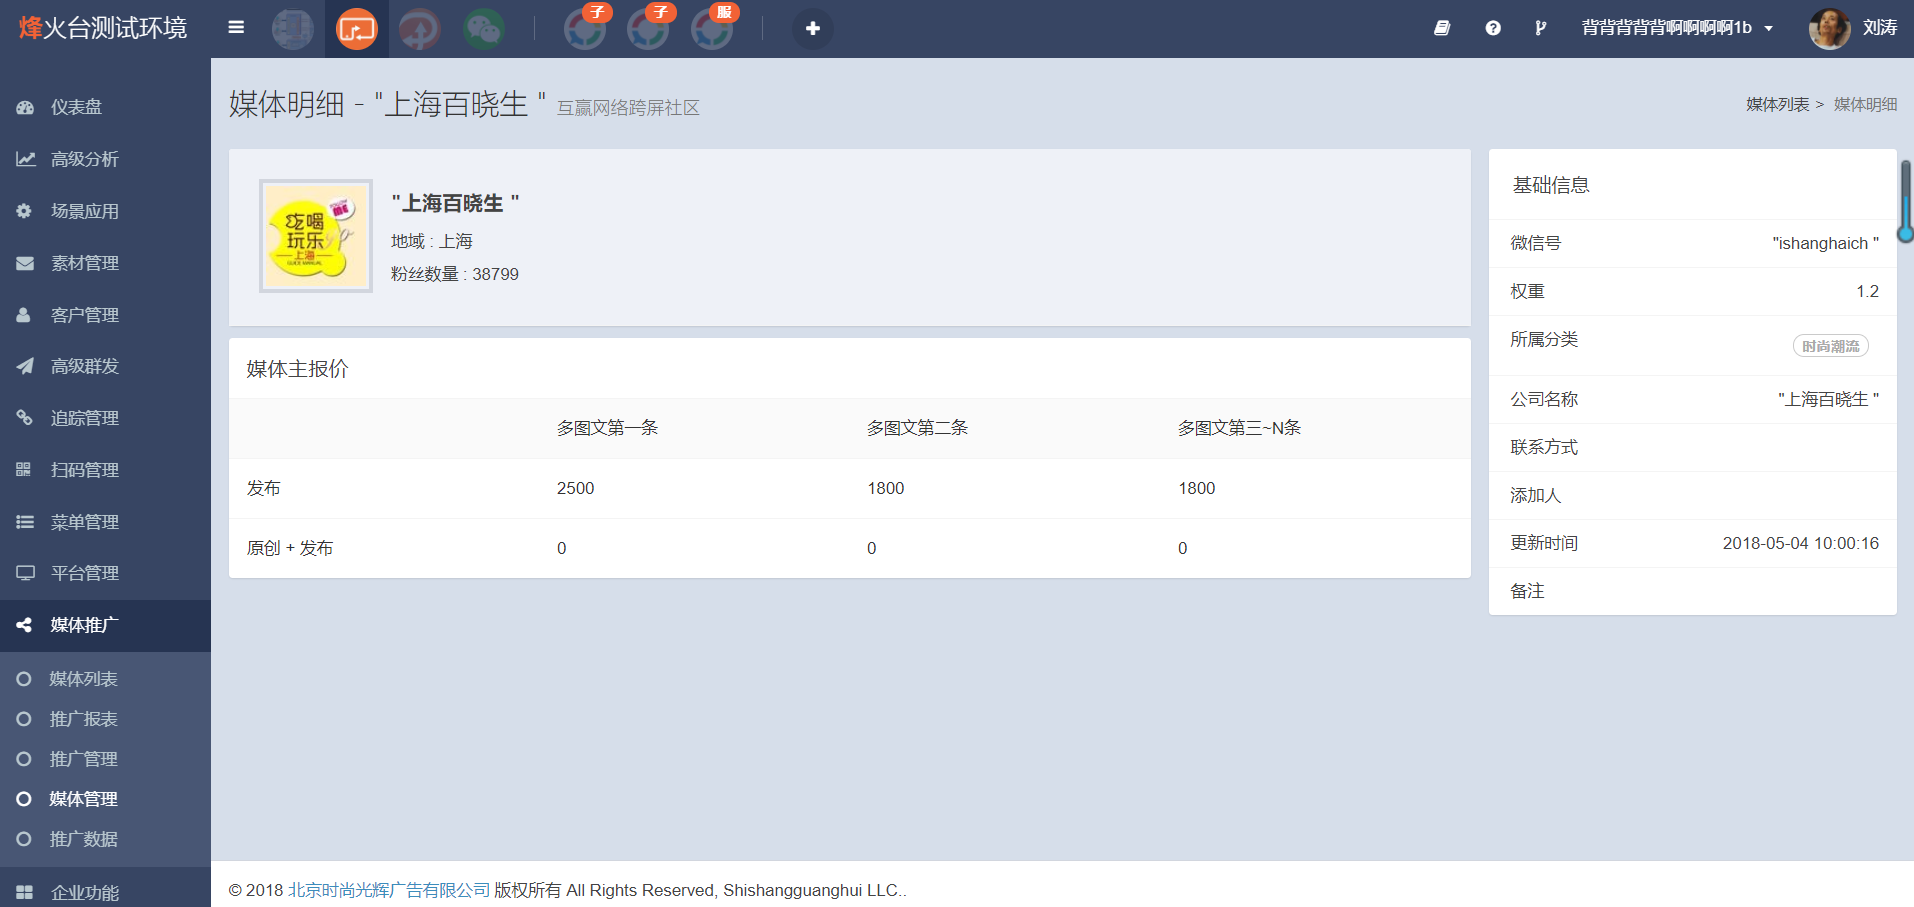 烽火台测试环境
子
子
服
背背背背背啊啊啊啊1b
刘涛
仪表盘
高级分析
场景应用
素材管理
客户管理
高级群发
追踪管理
扫码管理
菜单管理
平台管理
媒体推广
媒体列表
推广报表
推广管理
媒体管理
推广数据
企业功能
媒体明细 - "上海百晓生 " 互赢网络跨屏社区
媒体列表 > 媒体明细
吃喝
玩乐
上海
GUIDE MANUAL
ME
"上海百晓生 "
地域 : 上海
粉丝数量 : 38799
媒体主报价
多图文第一条 多图文第二条 多图文第三~N条
发布 2500 1800 1800
原创 + 发布 0 0 0
基础信息
微信号 "ishanghaich "
权重 1.2
所属分类 时尚潮流
公司名称 "上海百晓生 "
联系方式
添加人
更新时间 2018-05-04 10:00:16
备注
© 2018 北京时尚光辉广告有限公司 版权所有 All Rights Reserved, Shishangguanghui LLC..